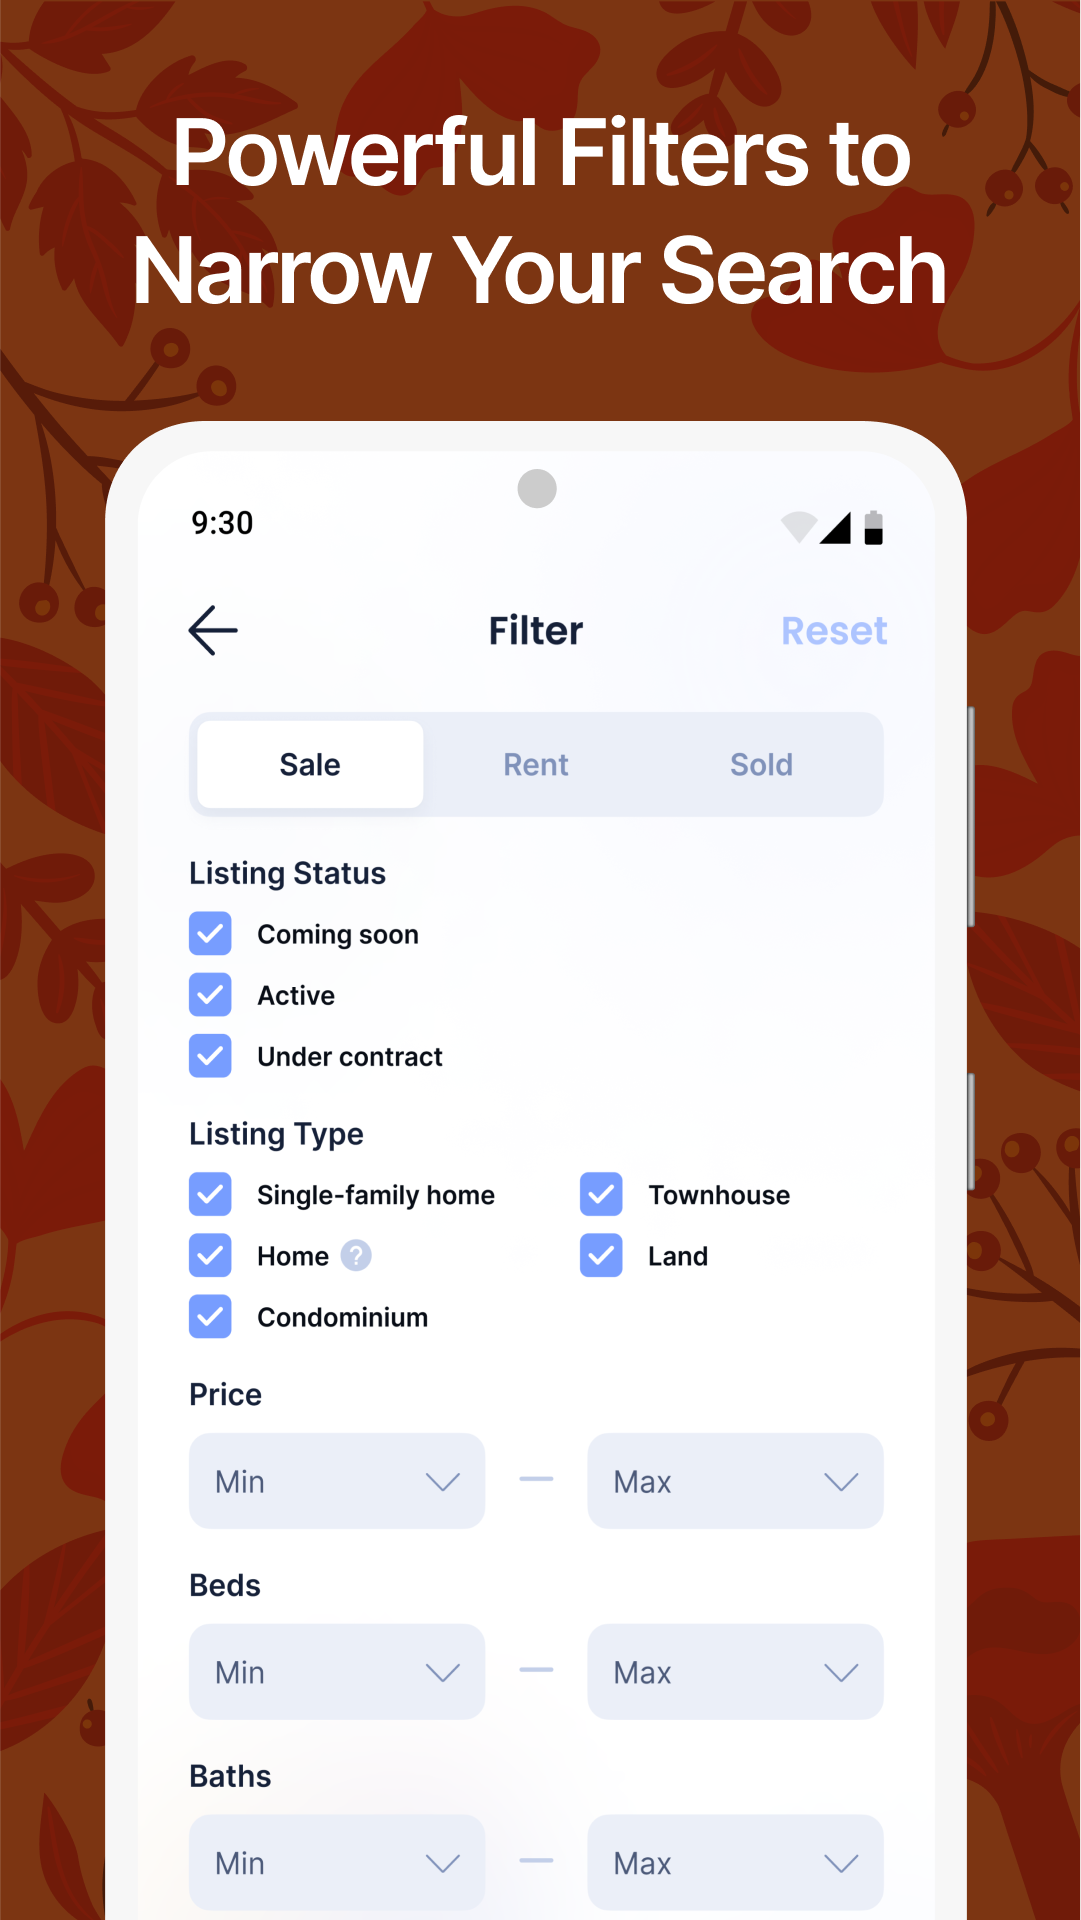 Powerful Filters to
Narrow Your Search
9:30
Filter
Reset
Sale
Rent
Sold
Listing Status
Coming soon
Active
Under contract
Listing Type
Single-family home
Townhouse
Home ?
Land
Condominium
Price
Min
Max
Beds
Min
Max
Baths
Min
Max